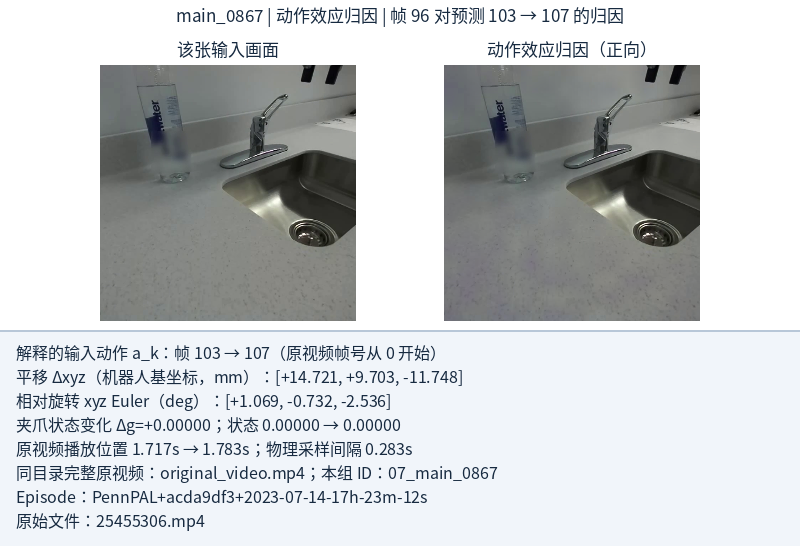 main_0867 | 动作效应归因 | 帧 96 对预测 103 → 107 的归因
该张输入画面
动作效应归因（正向）
water
water
解释的输入动作 a_k：帧 103 → 107（原视频帧号从 0 开始）
平移 Δxyz（机器人基坐标，mm）：[+14.721, +9.703, -11.748]
相对旋转 xyz Euler（deg）：[+1.069, -0.732, -2.536]
夹爪状态变化 Δg=+0.00000；状态 0.00000 → 0.00000
原视频播放位置 1.717s → 1.783s；物理采样间隔 0.283s
同目录完整原视频：original_video.mp4；本组 ID：07_main_0867
Episode：PennPAL+acda9df3+2023-07-14-17h-23m-12s
原始文件：25455306.mp4